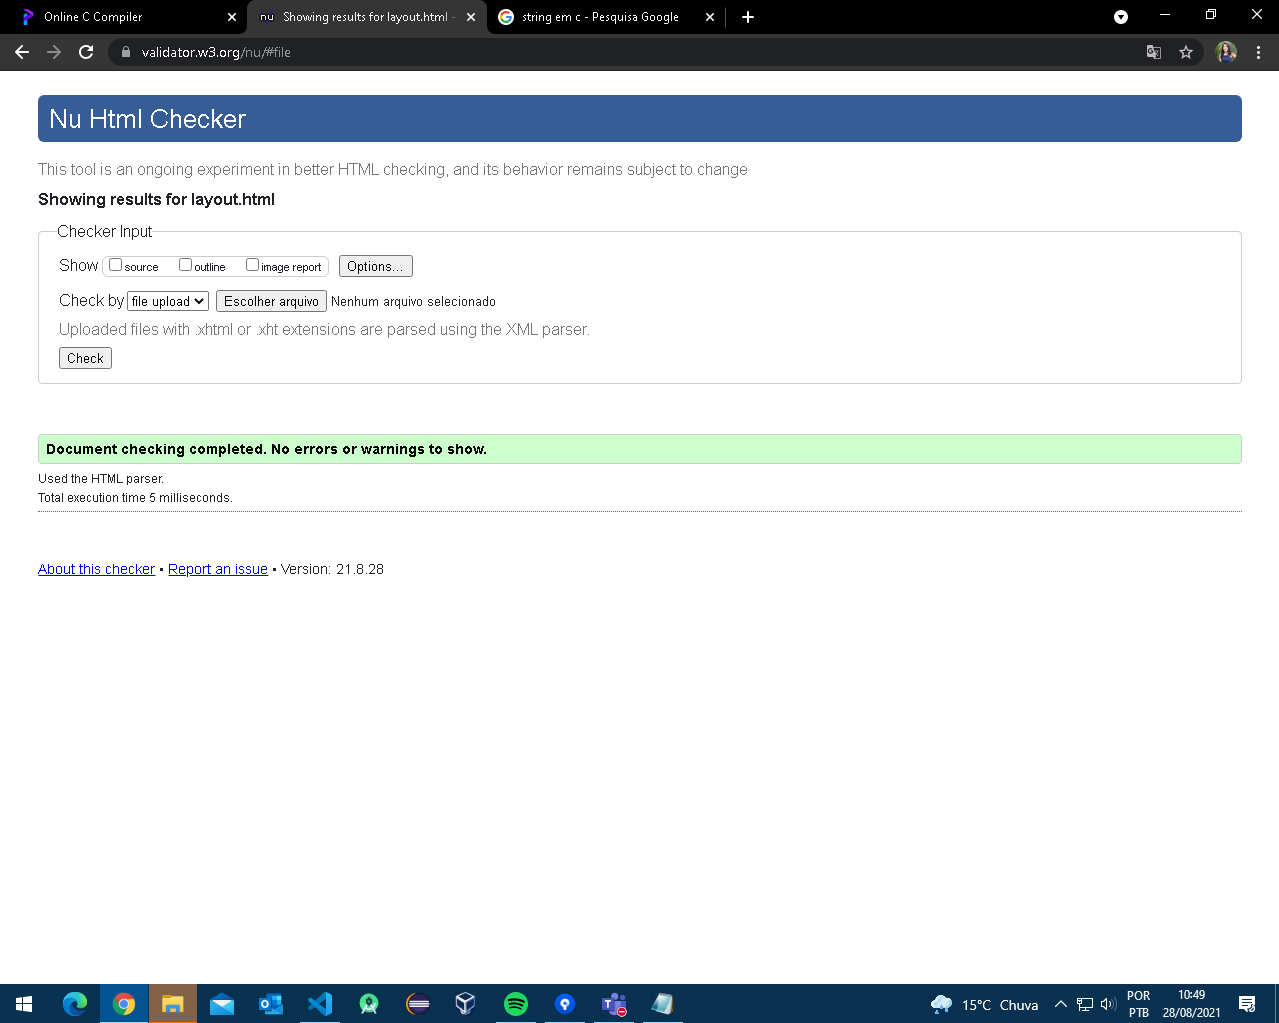 Online C Compiler
nu Showing results for layout.html -
string em c - Pesquisa Google
validator.w3.org/nu/#file
Nu Html Checker
This tool is an ongoing experiment in better HTML checking, and its behavior remains subject to change
Showing results for layout.html
Checker Input
Show source outline image report Options...
Check by file upload Escolher arquivo Nenhum arquivo selecionado
Uploaded files with .xhtml or .xht extensions are parsed using the XML parser.
Check
Document checking completed. No errors or warnings to show.
Used the HTML parser.
Total execution time 5 milliseconds.
About this checker • Report an issue • Version: 21.8.28
15°C Chuva
POR
PTB
10:49
28/08/2021